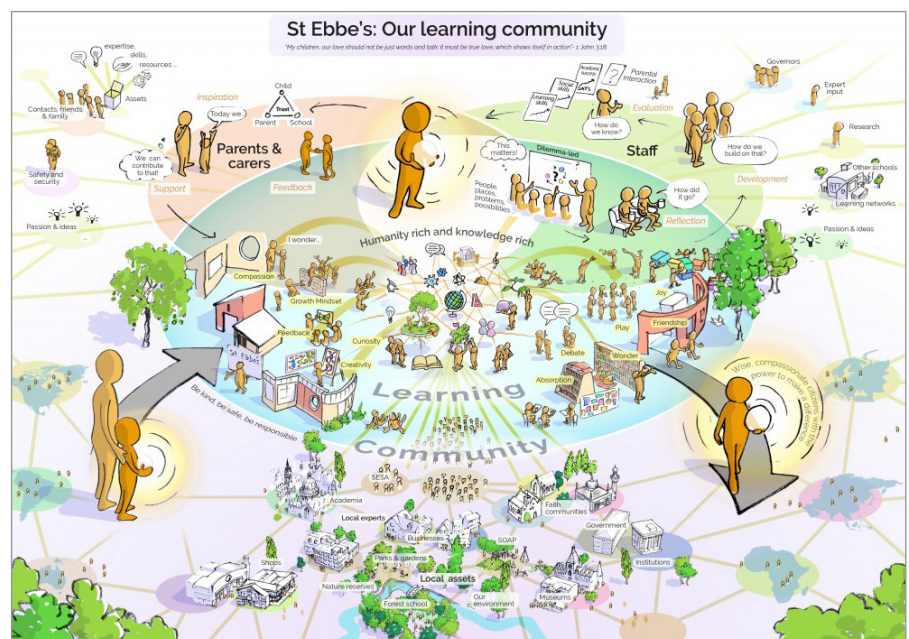 St Ebbe's: Our learning community
"My children, our love should not be just words and talk; it must be true love, which shows itself in action"- 1 John 3:18
expertise,
skills,
resources ...
Assets
Contacts, friends
& family
Safety and
security
Passion & ideas
...
Inspiration
Today we...
We can
contribute
to that!
Support
Parents &
carers
Child
Trust
Parent
School
Feedback
Learning
skills
Social
skills
Academic
success
SATS
?
Parental
interaction
Evaluation
How do
we know?
Staff
How do we
build on that?
Development
Governors
Expert
input
Research
Other schools
Learning networks
Passion & ideas
...
This
matters!
Dilemma-led
People,
places,
problems,
possibilities
How did
it go?
Reflection
Humanity rich and knowledge rich
I wonder...
Compassion
Growth Mindset
Feedback
Curiosity
Creativity
St Ebbe's
Joy
Friendship
Play
Debate
Wonder
Absorption
Be kind, be safe, be responsible
Wise, compassionate citizens with the
power to make a difference
Learning
Community
SESA
Academia
Local experts
Businesses
Faith
communities
Government
Institutions
SOAP
Shops
Parks & gardens
Nature reserves
Local assets
Forest school
Our
environment
Museums